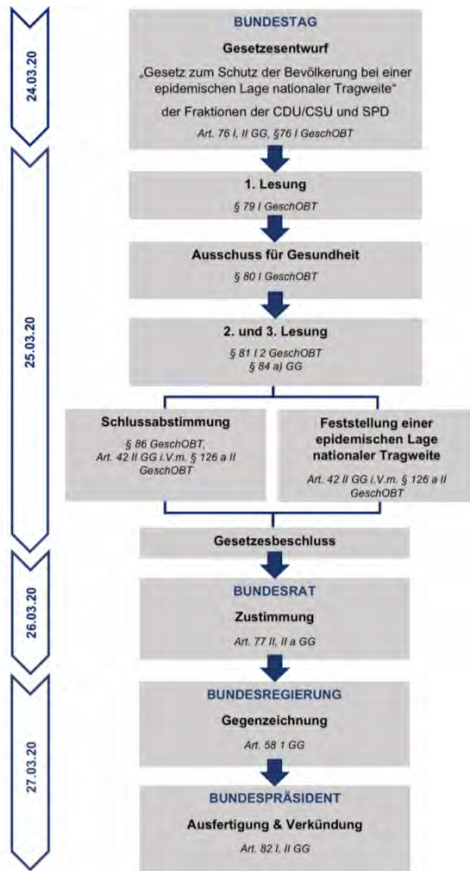 24.03.20
BUNDESTAG
Gesetzesentwurf
„Gesetz zum Schutz der Bevölkerung bei einer
epidemischen Lage nationaler Tragweite“
der Fraktionen der CDU/CSU und SPD
Art. 76 I, II GG, §76 I GeschOBT
25.03.20
1. Lesung
§ 79 I GeschOBT
Ausschuss für Gesundheit
§ 80 I GeschOBT
2. und 3. Lesung
§ 81 I 2 GeschOBT
§ 84 a) GG
Schlussabstimmung
§ 86 GeschOBT,
Art. 42 II GG i.V.m. § 126 a II
GeschOBT
Feststellung einer
epidemischen Lage
nationaler Tragweite
Art. 42 II GG i.V.m. § 126 a II
GeschOBT
Gesetzesbeschluss
26.03.20
BUNDESRAT
Zustimmung
Art. 77 II, II a GG
27.03.20
BUNDESREGIERUNG
Gegenzeichnung
Art. 58 1 GG
BUNDESPRÄSIDENT
Ausfertigung & Verkündung
Art. 82 I, II GG